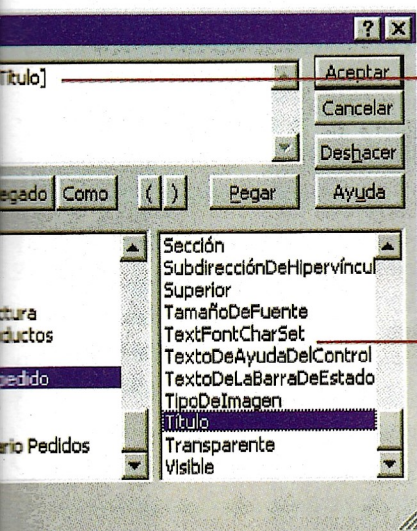 Título]
Aceptar
Cancelar
Deshacer
egado Como ( ) Pegar Ayuda
Sección
SubdirecciónDeHipervíncul
Superior
tura TamañoDeFuente
ductos TextFontCharSet
TextoDeAyudaDelControl
pedido TextoDeLaBarraDeEstado
TipoDeImagen
Título
rio Pedidos Transparente
Visible